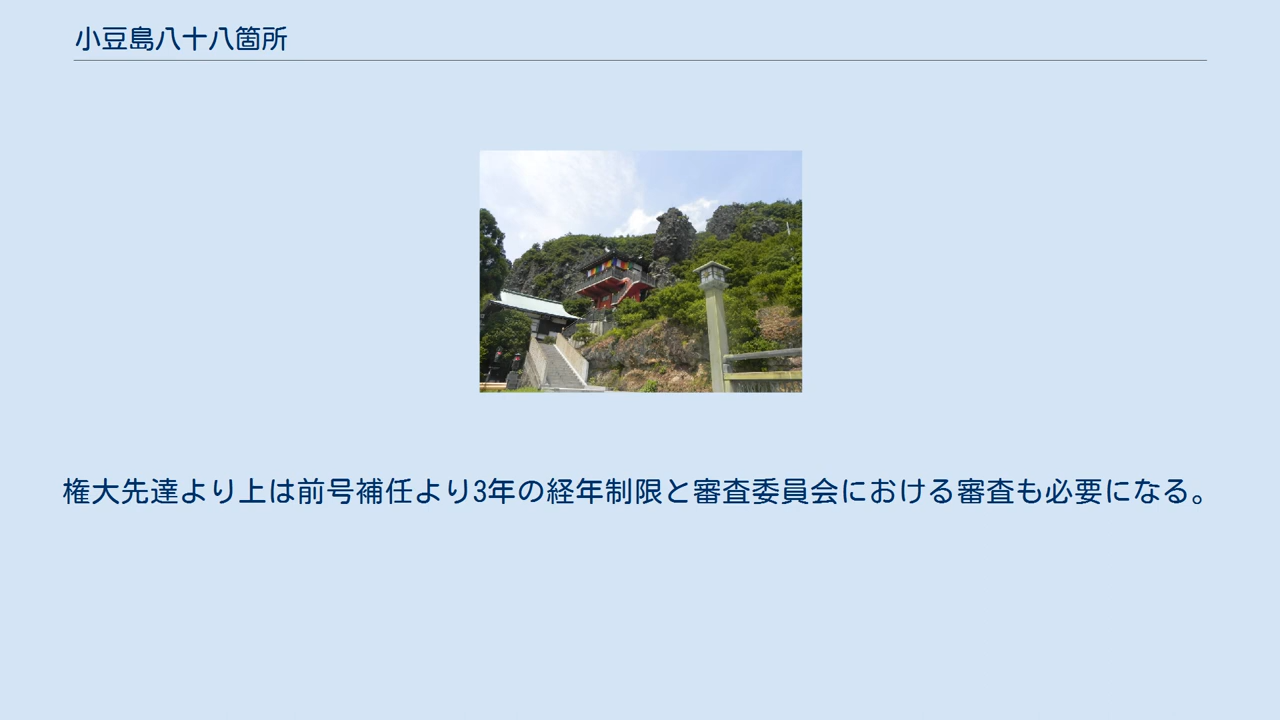 小豆島八十八箇所
権大先達より上は前号補任より3年の経年制限と審査委員会における審査も必要になる。